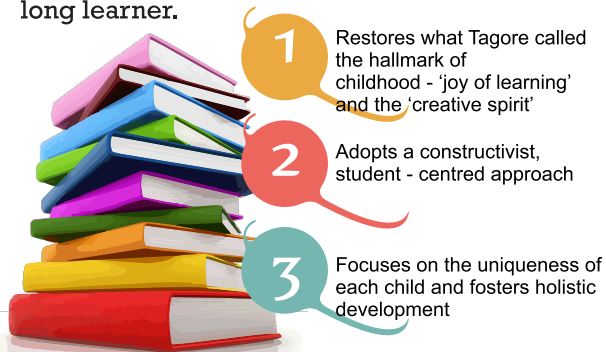 long learner.
1
Restores what Tagore called
the hallmark of
childhood - ‘joy of learning’
and the ‘creative spirit’
2
Adopts a constructivist,
student - centred approach
3
Focuses on the uniqueness of
each child and fosters holistic
development